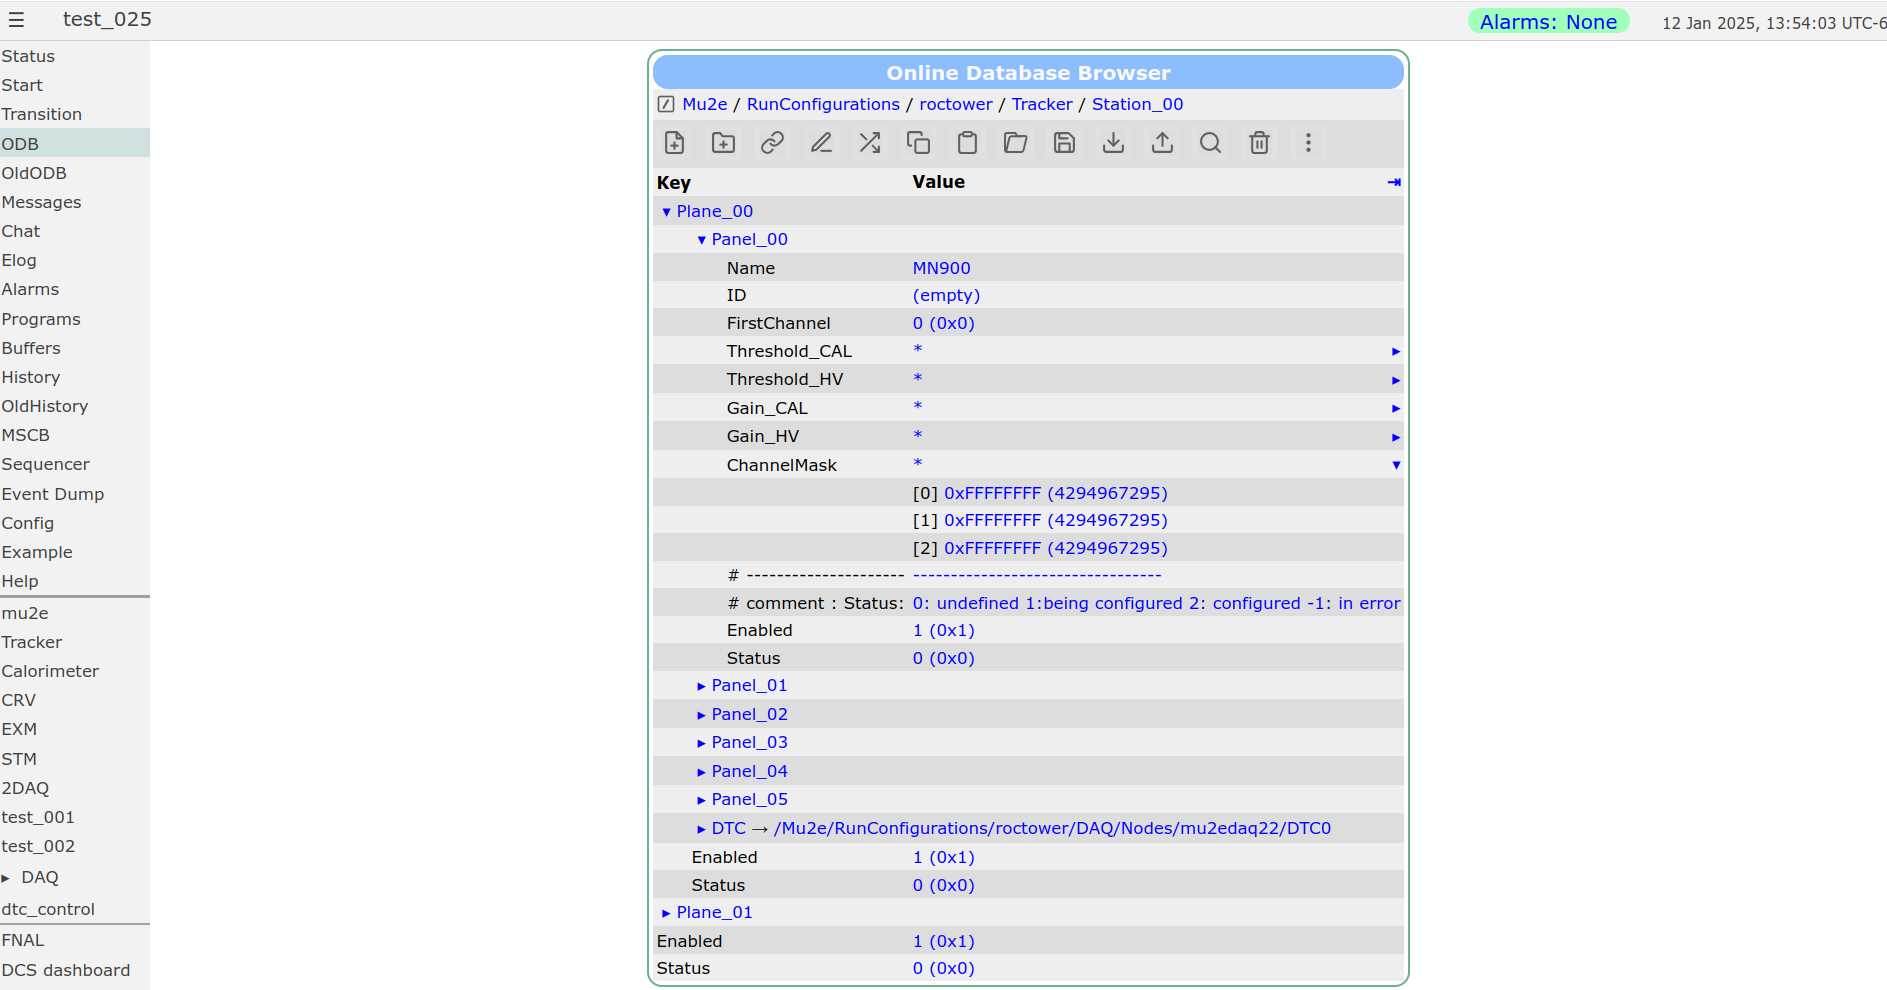 ☰ test_025 Alarms: None 12 Jan 2025, 13:54:03 UTC-6
Status
Start
Transition
ODB
OldODB
Messages
Chat
Elog
Alarms
Programs
Buffers
History
OldHistory
MSCB
Sequencer
Event Dump
Config
Example
Help
mu2e
Tracker
Calorimeter
CRV
EXM
STM
2DAQ
test_001
test_002
▸ DAQ
dtc_control
FNAL
DCS dashboard
Online Database Browser
/ Mu2e / RunConfigurations / roctower / Tracker / Station_00
Key Value ⇥
▾ Plane_00
▾ Panel_00
Name MN900
ID (empty)
FirstChannel 0 (0x0)
Threshold_CAL * ▸
Threshold_HV * ▸
Gain_CAL * ▸
Gain_HV * ▸
ChannelMask * ▾
[0] 0xFFFFFFFF (4294967295)
[1] 0xFFFFFFFF (4294967295)
[2] 0xFFFFFFFF (4294967295)
# --------------------- ---------------------------------
# comment : Status: 0: undefined 1:being configured 2: configured -1: in error
Enabled 1 (0x1)
Status 0 (0x0)
▸ Panel_01
▸ Panel_02
▸ Panel_03
▸ Panel_04
▸ Panel_05
▸ DTC → /Mu2e/RunConfigurations/roctower/DAQ/Nodes/mu2edaq22/DTC0
Enabled 1 (0x1)
Status 0 (0x0)
▸ Plane_01
Enabled 1 (0x1)
Status 0 (0x0)